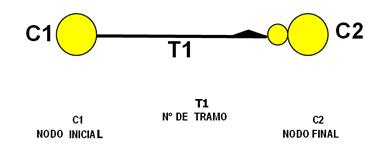 C1
T1
C2
C1
NODO INICIAL
T1
Nº DE TRAMO
C2
NODO FINAL